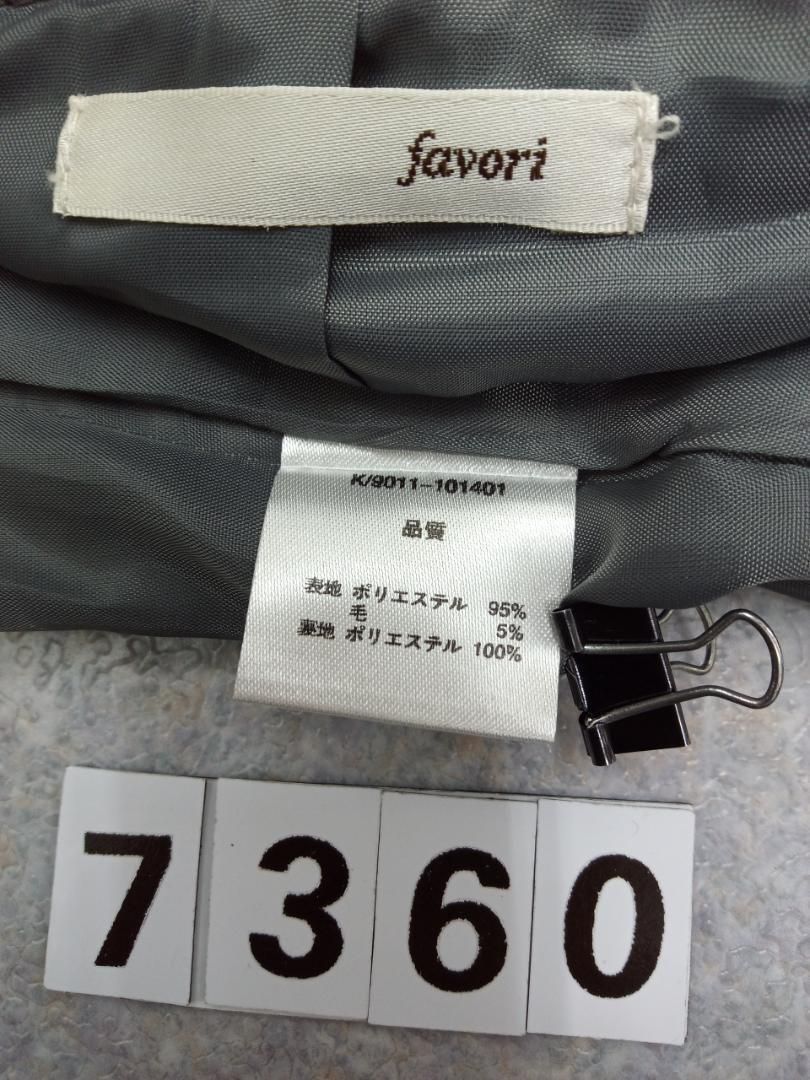 favori
K/9011-101401
品質
表地 ポリエステル 95%
毛 5%
裏地 ポリエステル 100%
7360